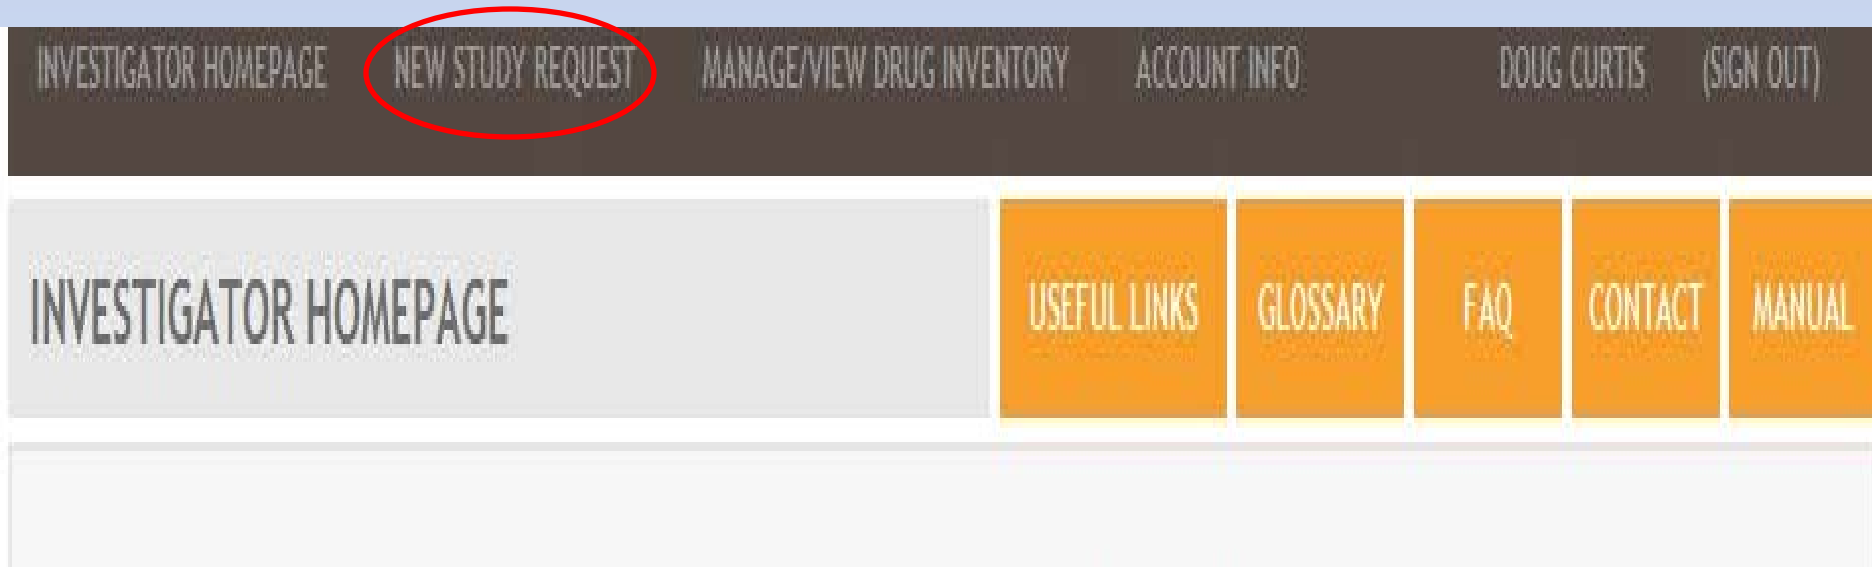 INVESTIGATOR HOMEPAGE NEW STUDY REQUEST MANAGE/VIEW DRUG INVENTORY ACCOUNT INFO DOUG CURTIS (SIGN OUT)
INVESTIGATOR HOMEPAGE USEFUL LINKS GLOSSARY FAQ CONTACT MANUAL